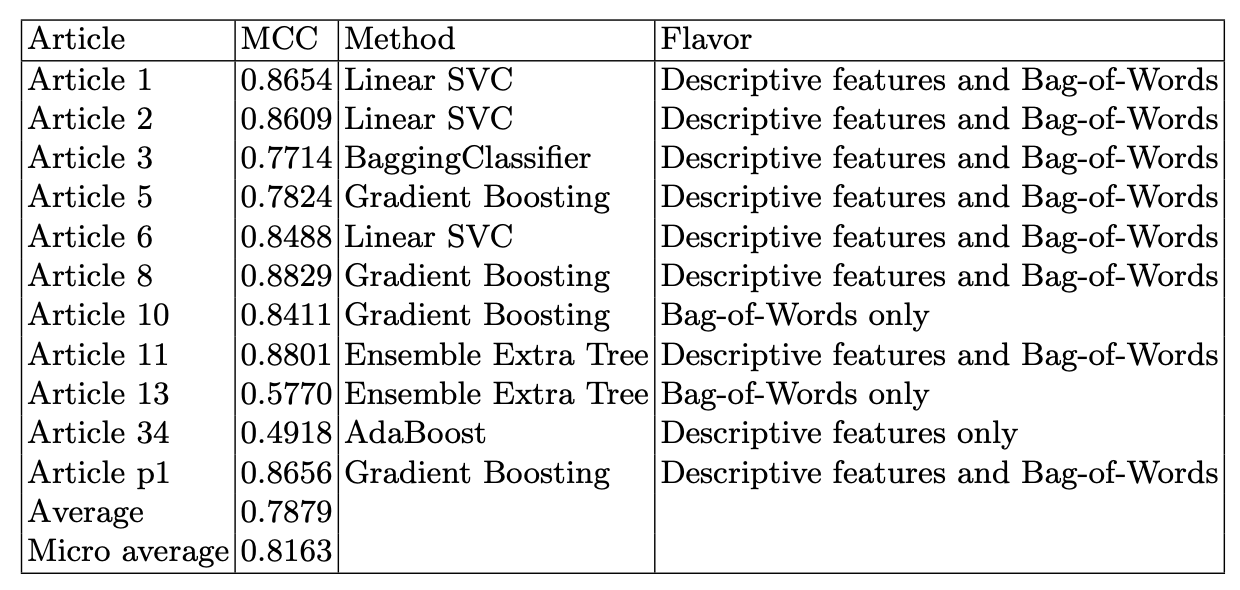 Article MCC Method Flavor
Article 1 0.8654 Linear SVC Descriptive features and Bag-of-Words
Article 2 0.8609 Linear SVC Descriptive features and Bag-of-Words
Article 3 0.7714 BaggingClassifier Descriptive features and Bag-of-Words
Article 5 0.7824 Gradient Boosting Descriptive features and Bag-of-Words
Article 6 0.8488 Linear SVC Descriptive features and Bag-of-Words
Article 8 0.8829 Gradient Boosting Descriptive features and Bag-of-Words
Article 10 0.8411 Gradient Boosting Bag-of-Words only
Article 11 0.8801 Ensemble Extra Tree Descriptive features and Bag-of-Words
Article 13 0.5770 Ensemble Extra Tree Bag-of-Words only
Article 34 0.4918 AdaBoost Descriptive features only
Article p1 0.8656 Gradient Boosting Descriptive features and Bag-of-Words
Average 0.7879
Micro average 0.8163